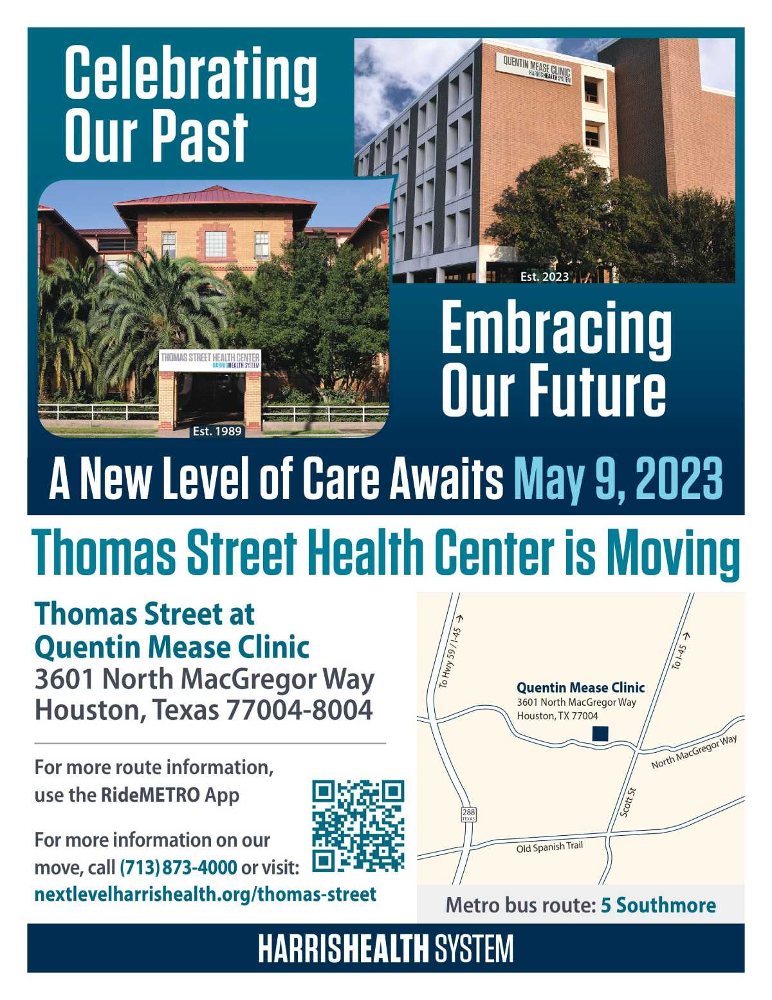 Celebrating
Our Past
QUENTIN MEASE CLINIC
HARRISHEALTH SYSTEM
Est. 2023
THOMAS STREET HEALTH CENTER
HARRISHEALTH SYSTEM
Est. 1989
Embracing
Our Future
A New Level of Care Awaits May 9, 2023
Thomas Street Health Center is Moving
Thomas Street at
Quentin Mease Clinic
3601 North MacGregor Way
Houston, Texas 77004-8004
For more route information,
use the RideMETRO App
For more information on our
move, call (713) 873-4000 or visit:
nextlevelharrishealth.org/thomas-street
To Hwy 59 / I-45 →
To I-45 →
Quentin Mease Clinic
3601 North MacGregor Way
Houston, TX 77004
North MacGregor Way
Scott St
288
TEXAS
Old Spanish Trail
Metro bus route: 5 Southmore
HARRISHEALTH SYSTEM